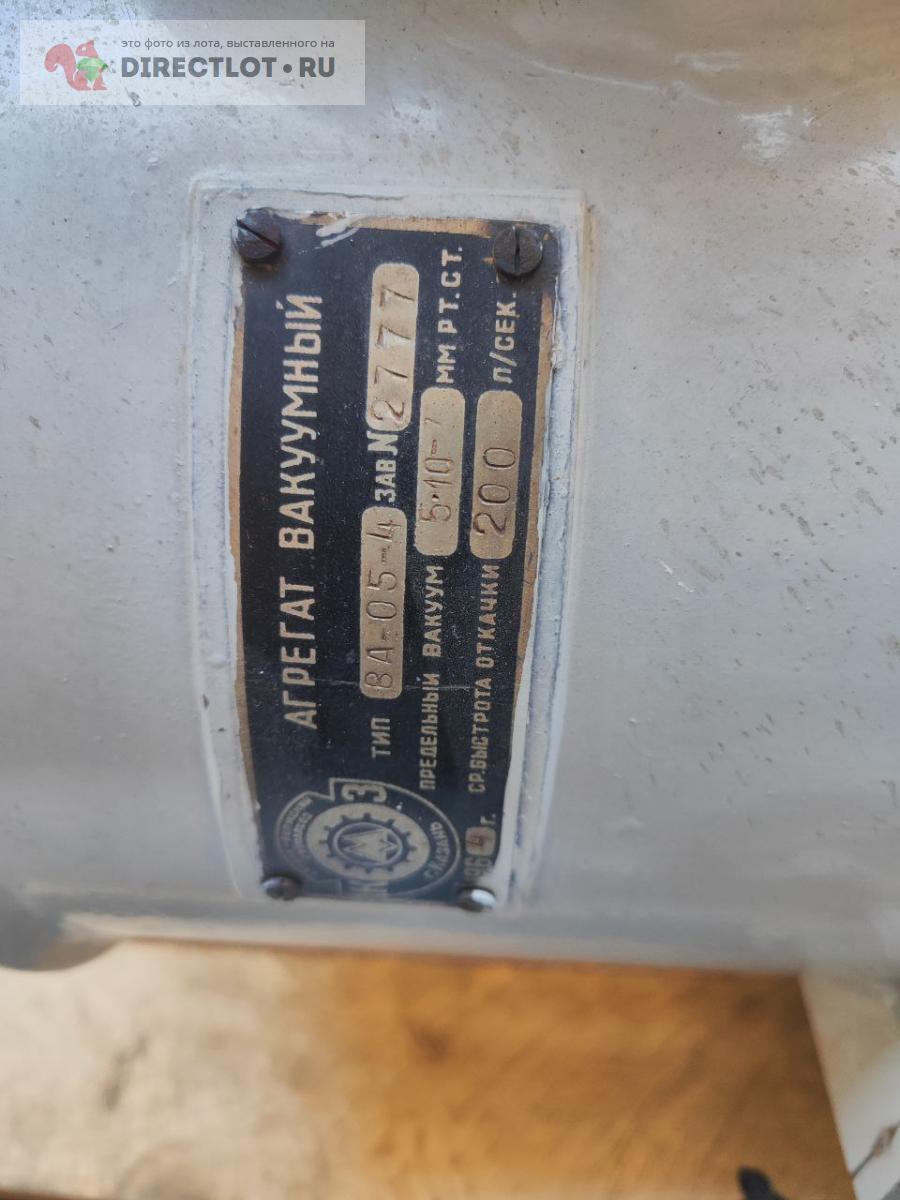 это фото из лота, выставленного на
DIRECTLOT.RU
АГРЕГАТ ВАКУУМНЫЙ
ТИП ВА-05-4 ЗАВ.N 2777
ПРЕДЕЛЬНЫЙ ВАКУУМ 5·10-7 ММ РТ.СТ.
СР.БЫСТРОТА ОТКАЧКИ 200 Л/СЕК.
1964 г.
г.КАЗАНЬ